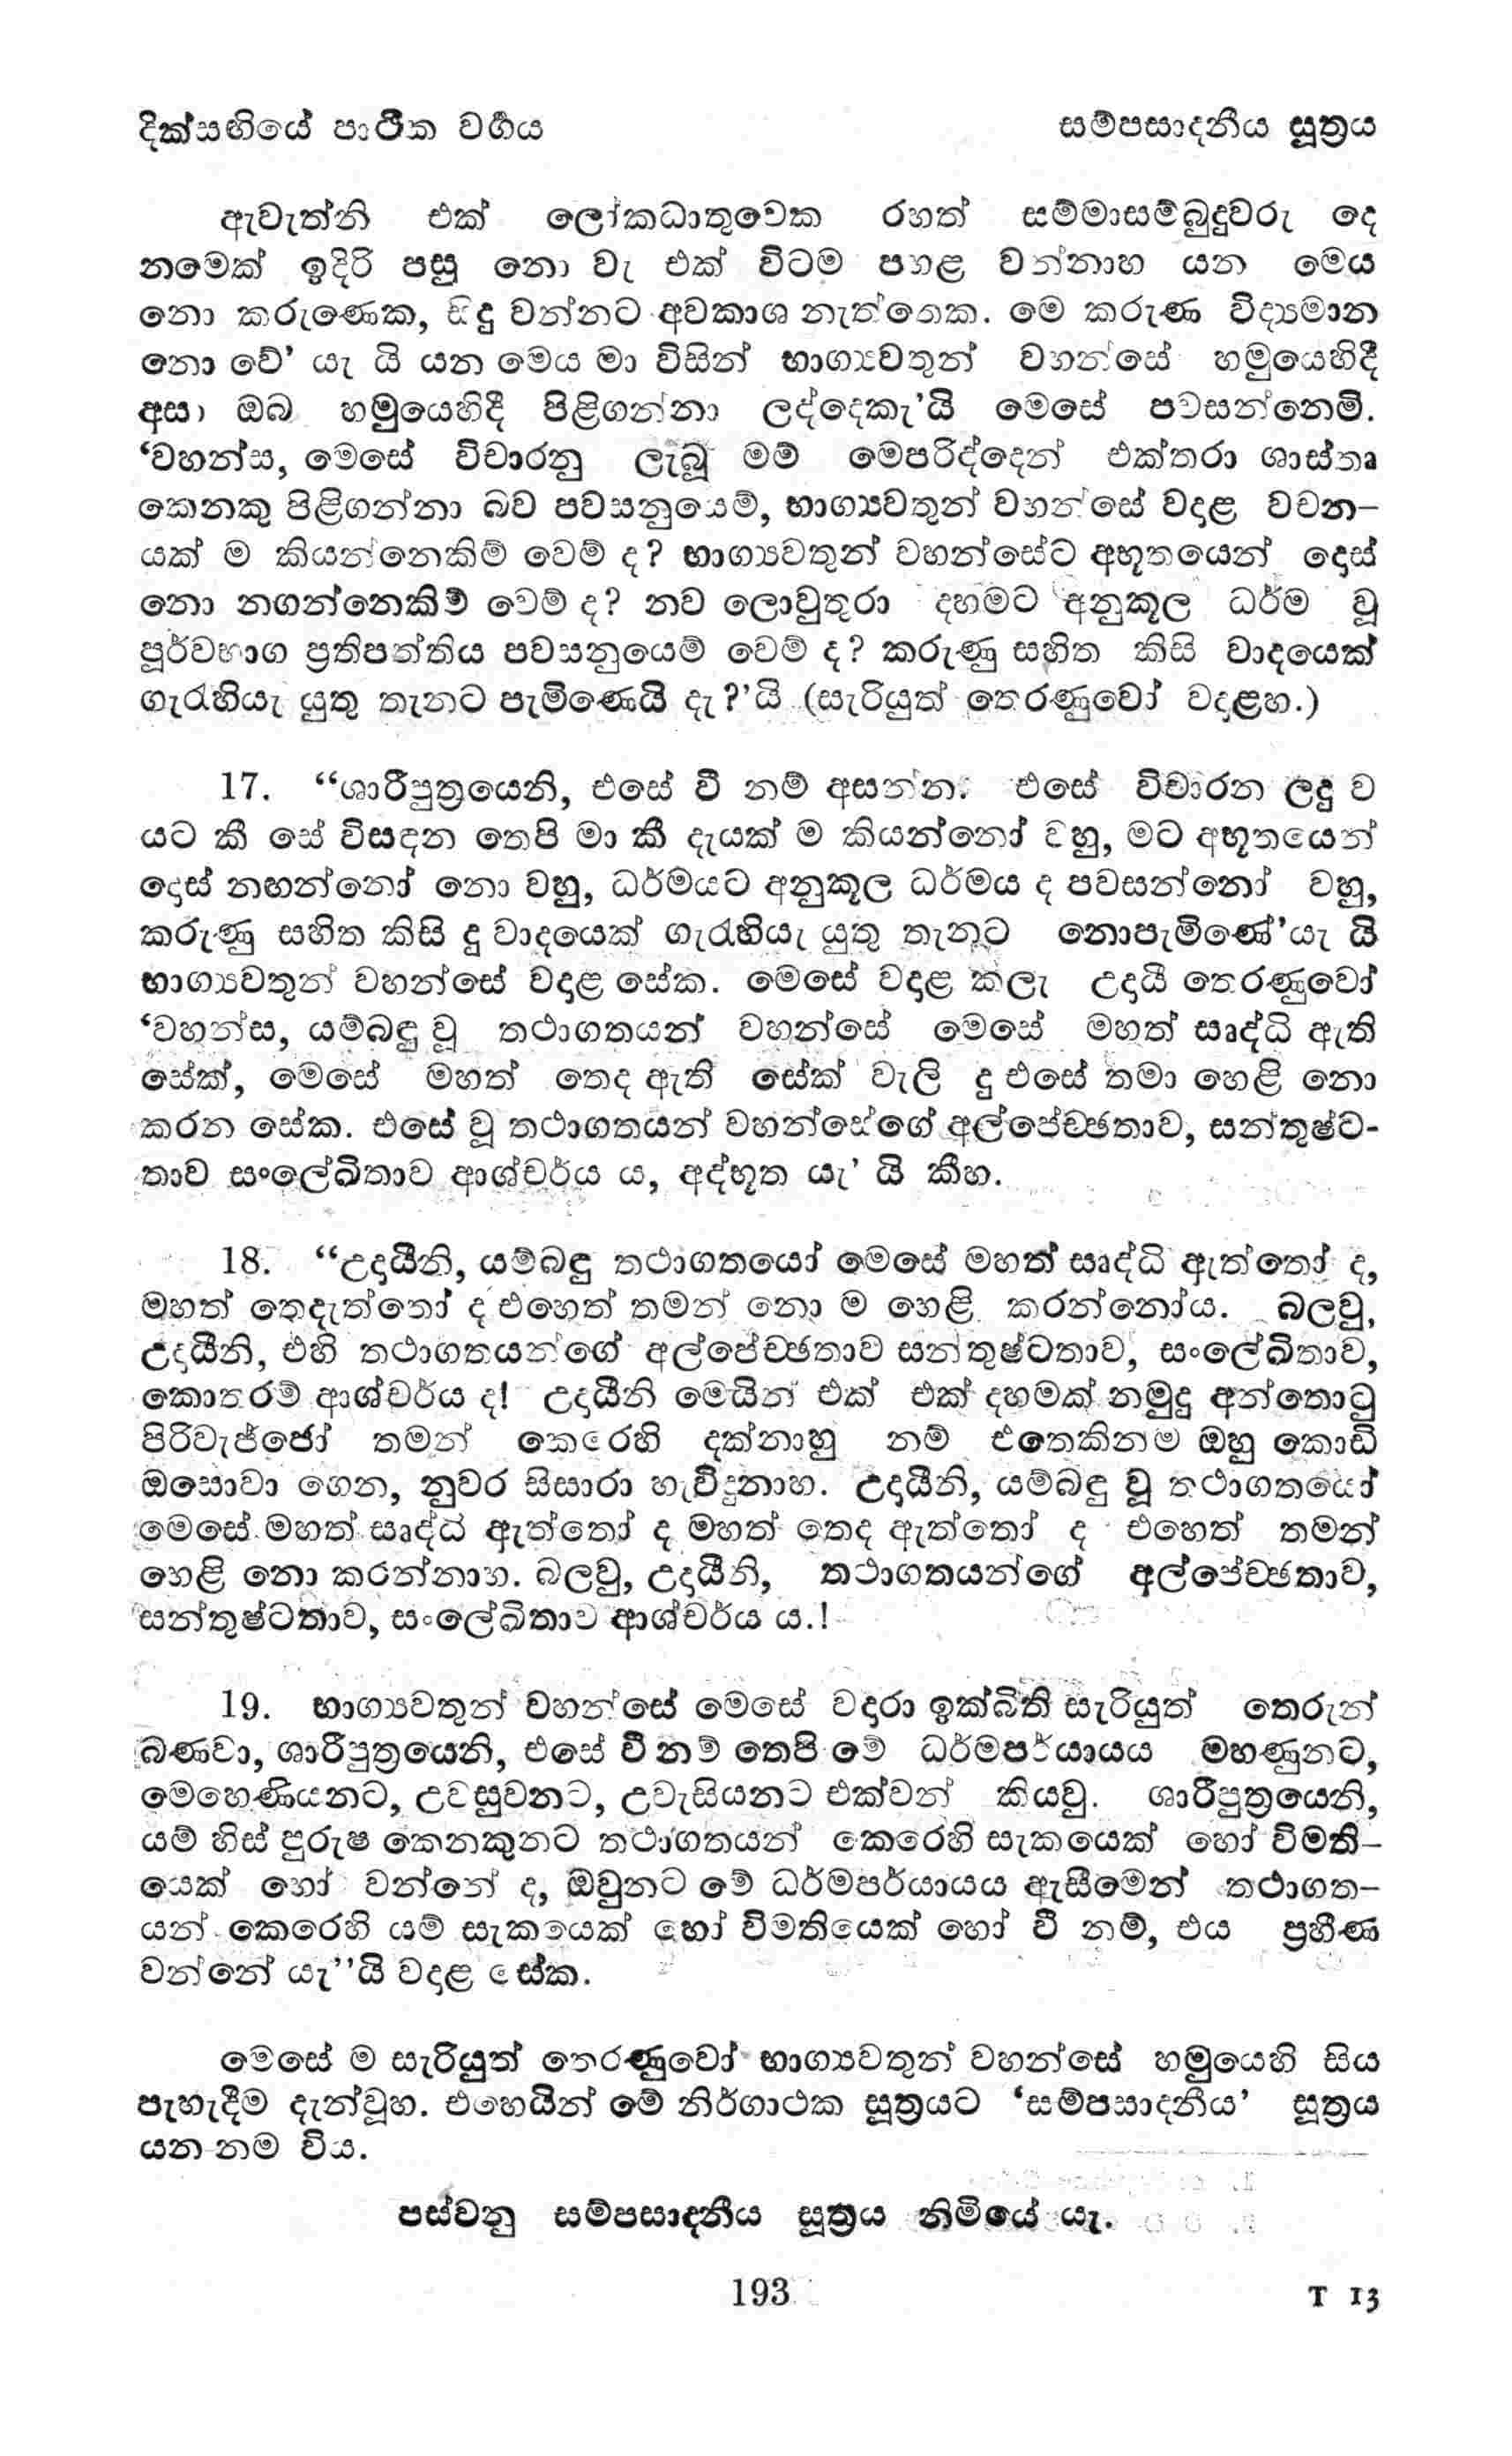 දික්සඟියේ පාථික වර්‍ගය
සම්පසාදනීය සූත්‍රය
ඇවැත්නි එක් ලෝකධාතුවෙක රහත් සම්මාසම්බුදුවරු දෙ
නමෙක් ඉදිරි පසු නො වැ එක් විටම පහළ වන්නාහ යන මෙය
නො කරුණෙක, සිදු වන්නට අවකාශ නැත්තෙක. මෙ කරුණ විද්‍යමාන
නො වේ' යැ යි යන මෙය මා විසින් භාග්‍යවතුන් වහන්සේ හමුයෙහිදී
අසා ඔබ හමුයෙහිදී පිළිගන්නා ලද්දෙකැ'යි මෙසේ පවසන්නෙමි.
‘වහන්ස, මෙසේ විචාරනු ලැබූ මම් මෙපරිද්දෙන් එක්තරා ශාස්තෘ
කෙනකු පිළිගන්නා බව පවසනුයෙම්, භාග්‍යවතුන් වහන්සේ වදාළ වචන–
යක් ම කියන්නෙකිම් වෙම් ද? භාග්‍යවතුන් වහන්සේට අභූතයෙන් දොස්
නො නගන්නෙකිම් වෙම් ද? නව ලොවුතුරා දහමට අනුකූල ධර්ම වූ
පූර්වභාග ප්‍රතිපත්තිය පවසනුයෙම් වෙම් ද? කරුණු සහිත කිසි වාදයෙක්
ගැරහියැ යුතු තැනට පැමිණෙයි දැ?'යි (සැරියුත් තෙරණුවෝ වදාළහ.)
17. “ශාරීපුත්‍රයෙනි, එසේ වී නම් අසන්න. එසේ විචාරන ලදු ව
යට කී සේ විසඳන තෙපි මා කී දැයක් ම කියන්නෝ වහු, මට අභූතයෙන්
දොස් නඟන්නෝ නො වහු, ධර්මයට අනුකූල ධර්මය ද පවසන්නෝ වහු,
කරුණු සහිත කිසි දු වාදයෙක් ගැරහියැ යුතු තැනට නොපැමිණේ'යැ යි
භාග්‍යවතුන් වහන්සේ වදාළ සේක. මෙසේ වදාළ කලැ උදායී තෙරණුවෝ
‘වහන්ස, යම්බඳු වූ තථාගතයන් වහන්සේ මෙසේ මහත් සෘද්ධි ඇති
සේක්, මෙසේ මහත් තෙද ඇති සේක් වැලි දු එසේ තමා හෙළි නො
කරන සේක. එසේ වූ තථාගතයන් වහන්සේගේ අල්පේච්ඡතාව, සන්තුෂ්ට-
තාව සංලේඛිතාව ආශ්චර්ය ය, අද්භූත යැ' යි කීහ.
18. “උදායීනි, යම්බඳු තථාගතයෝ මෙසේ මහත් සෘද්ධි ඇත්තෝ ද,
මහත් තෙදැත්තෝ ද එහෙත් තමන් නො ම හෙළි කරන්නෝය. බලවු,
උදායීනි, එහි තථාගතයන්ගේ අල්පේච්ඡතාව සන්තුෂ්ටතාව, සංලේඛිතාව,
කොතරම් ආශ්චර්ය ද! උදායීනි මෙයින් එක් එක් දහමක් නමුදු අන්තොටු
පිරිවැජ්ජෝ තමන් කෙරෙහි දක්නාහු නම් එතෙකිනම ඔහු කොඩි
ඔසොවා ගෙන, නුවර සිසාරා හැවිදුනාහ. උදායීනි, යම්බඳු වූ තථාගතයෝ
මෙසේ මහත් සෘද්ධි ඇත්තෝ ද මහත් තෙද ඇත්තෝ ද එහෙත් තමන්
හෙළි නො කරන්නාහ. බලවු, උදායීනි, තථාගතයන්ගේ අල්පේච්ඡතාව,
සන්තුෂ්ටතාව, සංලේඛිතාව ආශ්චර්ය ය.!
19. භාග්‍යවතුන් වහන්සේ මෙසේ වදාරා ඉක්බිති සැරියුත් තෙරුන්
බණවා, ශාරීපුත්‍රයෙනි, එසේ වී නම් තෙපි මේ ධර්මපර්යායය මහණුනට,
මෙහෙණියනට, උවසුවනට, උවැසියනට එක්වන් කියවු. ශාරීපුත්‍රයෙනි,
යම් හිස් පුරුෂ කෙනකුනට තථාගතයන් කෙරෙහි සැකයෙක් හෝ විමති–
යෙක් හෝ වන්නේ ද, ඔවුනට මේ ධර්මපර්යායය ඇසීමෙන් තථාගත–
යන් කෙරෙහි යම් සැකයෙක් හෝ විමතියෙක් හෝ වී නම්, එය ප්‍රහීණ
වන්නේ යැ''යි වදාළ සේක.
මෙසේ ම සැරියුත් තෙරණුවෝ භාග්‍යවතුන් වහන්සේ හමුයෙහි සිය
පැහැදීම දැන්වූහ. එහෙයින් මේ නිර්ගාථක සූත්‍රයට ‘සම්පසාදනීය’ සූත්‍රය
යන නම විය.
පස්වනු සම්පසාදනීය සූත්‍රය නිමියේ යැ.
193
T 13